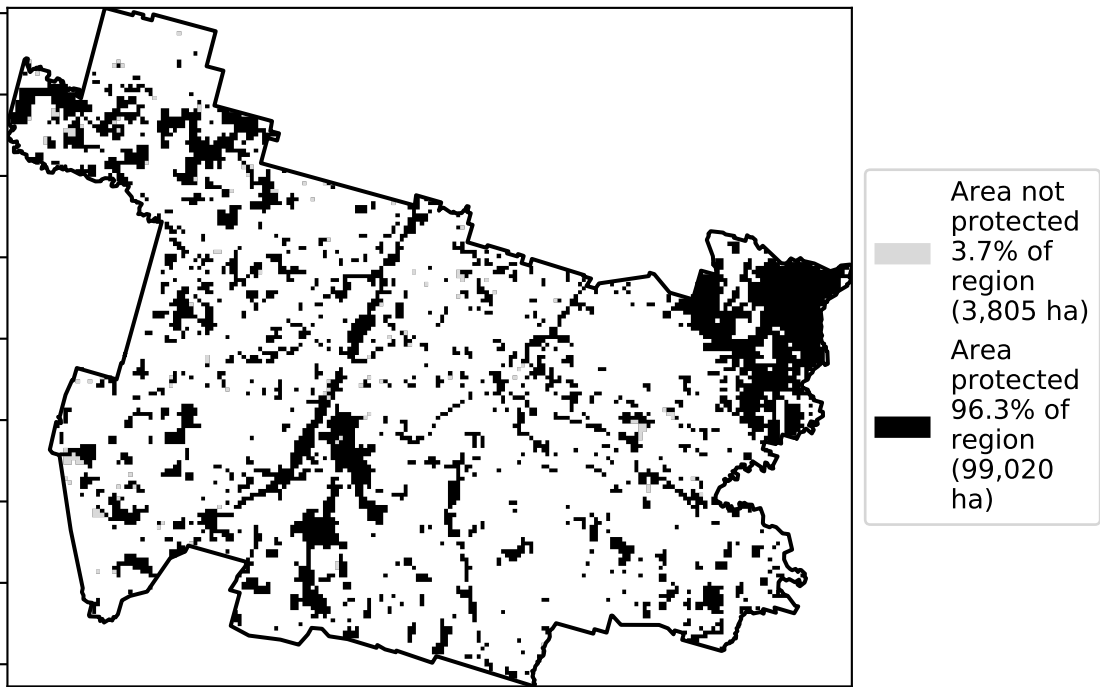 Area not
protected
3.7% of
region
(3,805 ha)
Area
protected
96.3% of
region
(99,020
ha)